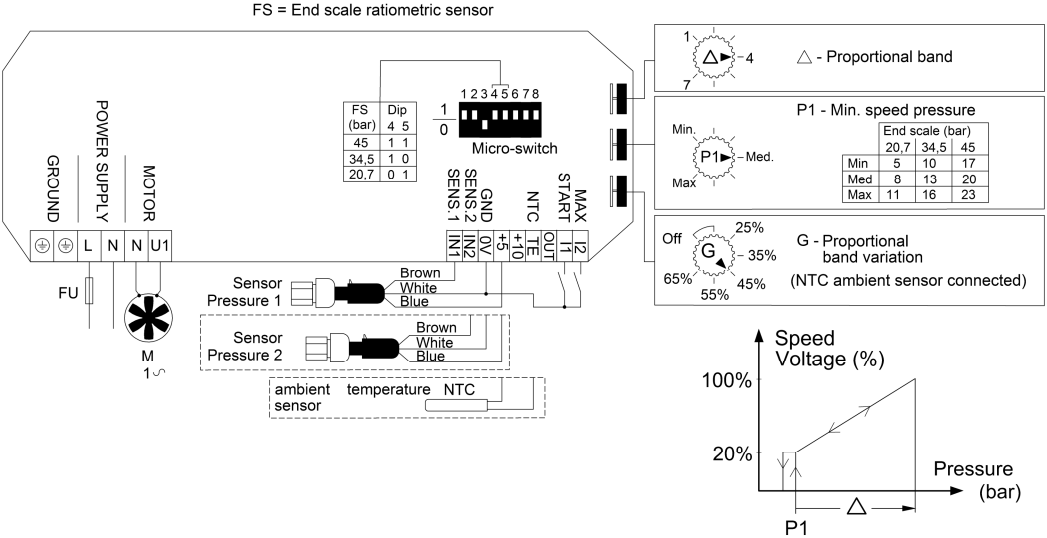 FS = End scale ratiometric sensor
1
4
7
△ - Proportional band
FS (bar) Dip 4 5
45 1 1
34,5 1 0
20,7 0 1
1 2 3 4 5 6 7 8
1
0
Micro-switch
P1 - Min. speed pressure
Min.
P1
Med.
Max
End scale (bar)
20,7 34,5 45
Min 5 10 17
Med 8 13 20
Max 11 16 23
GROUND
POWER SUPPLY
MOTOR
L N N U1
SENS.1
SENS.2
GND
NTC
START
MAX
IN1 IN2 0V +5 +10 TE OUT I1 I2
Off
G
25%
35%
45%
55%
65%
G - Proportional
band variation
(NTC ambient sensor connected)
FU
M
1
Sensor
Pressure 1
Brown
White
Blue
Sensor
Pressure 2
Brown
White
Blue
ambient temperature NTC
sensor
Speed
Voltage (%)
100%
20%
Pressure
(bar)
△
P1